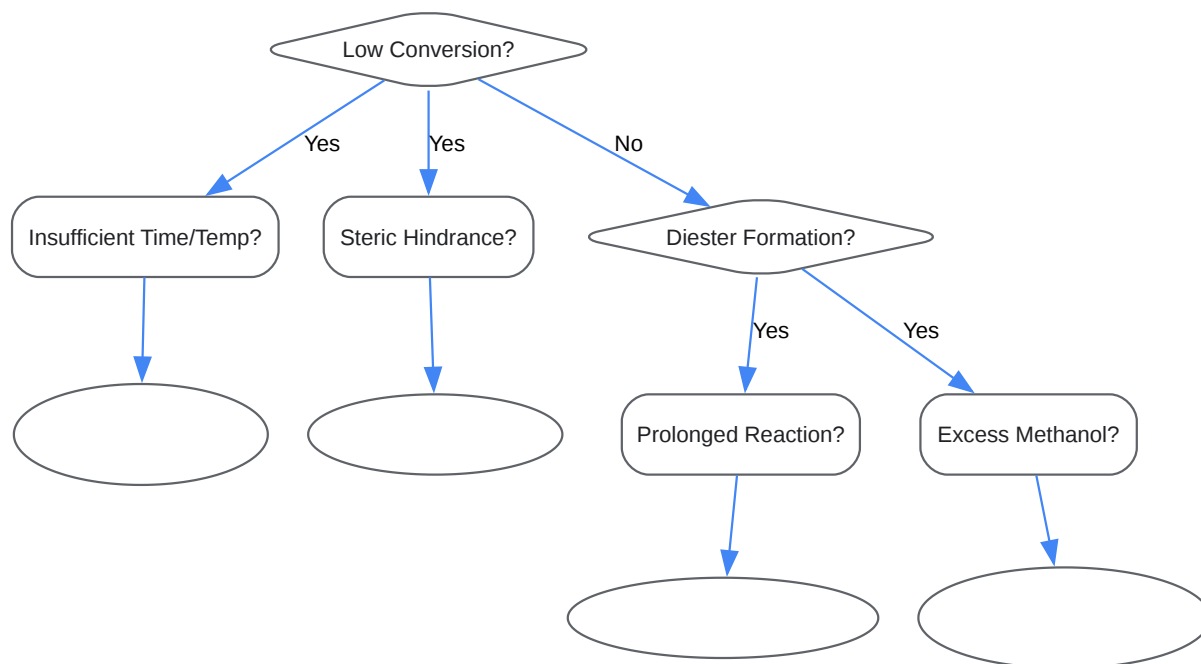 Low Conversion?
Yes
Yes
No
Insufficient Time/Temp?
Steric Hindrance?
Diester Formation?
Yes
Yes
Prolonged Reaction?
Excess Methanol?